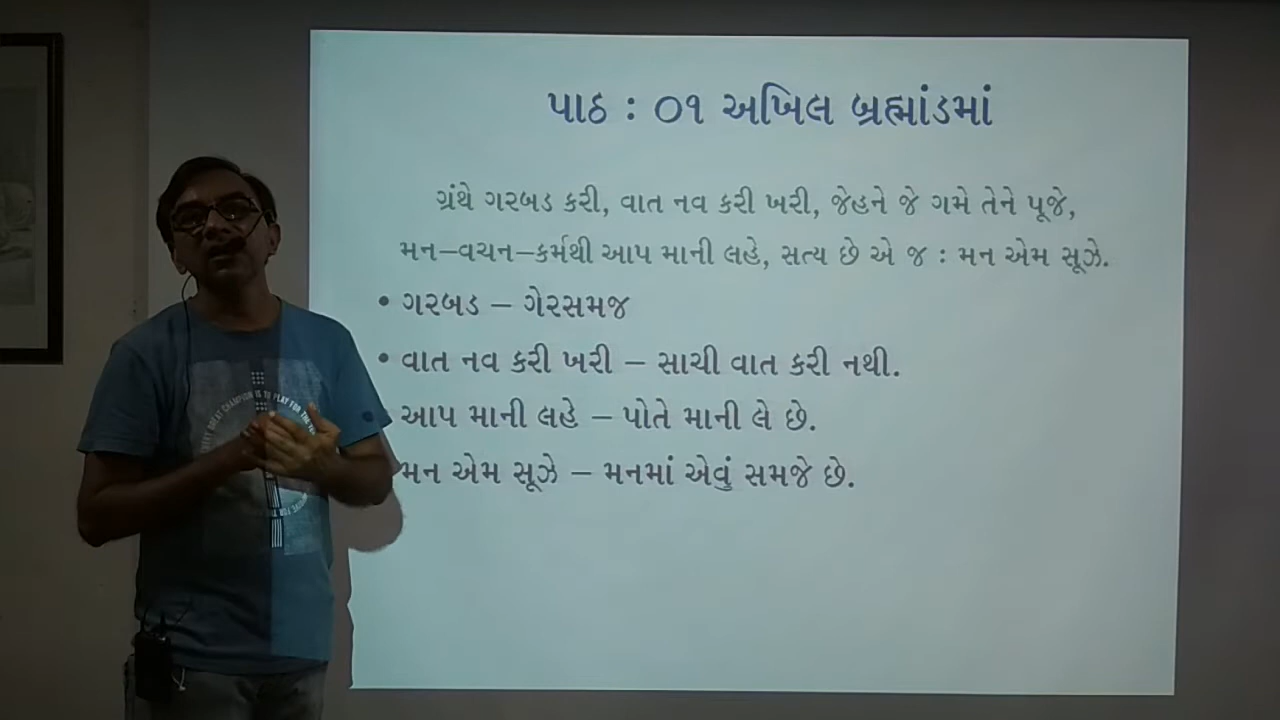 પાઠ : ૦૧ અખિલ બ્રહ્માંડમાં
ગ્રંથે ગરબડ કરી, વાત નવ કરી ખરી, જેહને જે ગમે તેને પૂજે,
મન–વચન–કર્મથી આપ માની લહે, સત્ય છે એ જ : મન એમ સૂઝે.
• ગરબડ – ગેરસમજ
• વાત નવ કરી ખરી – સાચી વાત કરી નથી.
• આપ માની લહે – પોતે માની લે છે.
મન એમ સૂઝે – મનમાં એવું સમજે છે.